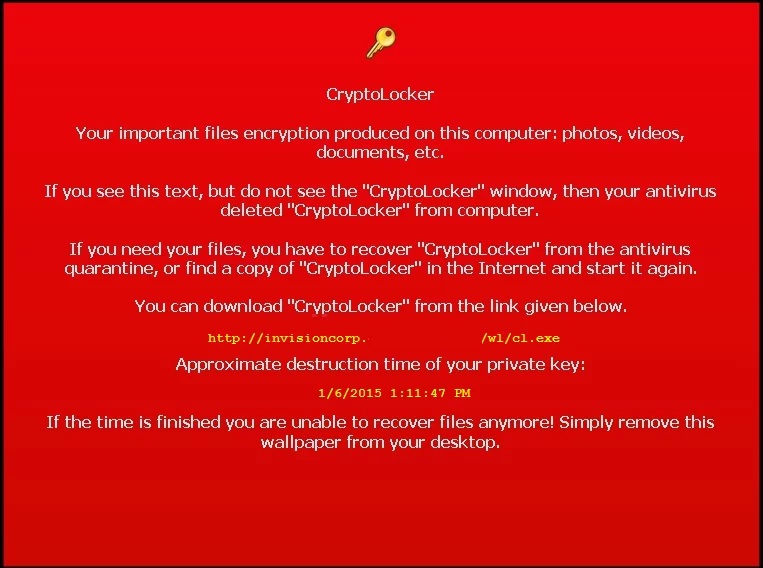 CryptoLocker
Your important files encryption produced on this computer: photos, videos,
documents, etc.
If you see this text, but do not see the "CryptoLocker" window, then your antivirus
deleted "CryptoLocker" from computer.
If you need your files, you have to recover "CryptoLocker" from the antivirus
quarantine, or find a copy of "CryptoLocker" in the Internet and start it again.
You can download "CryptoLocker" from the link given below.
http://invisioncorp. /wl/cl.exe
Approximate destruction time of your private key:
1/6/2015 1:11:47 PM
If the time is finished you are unable to recover files anymore! Simply remove this
wallpaper from your desktop.